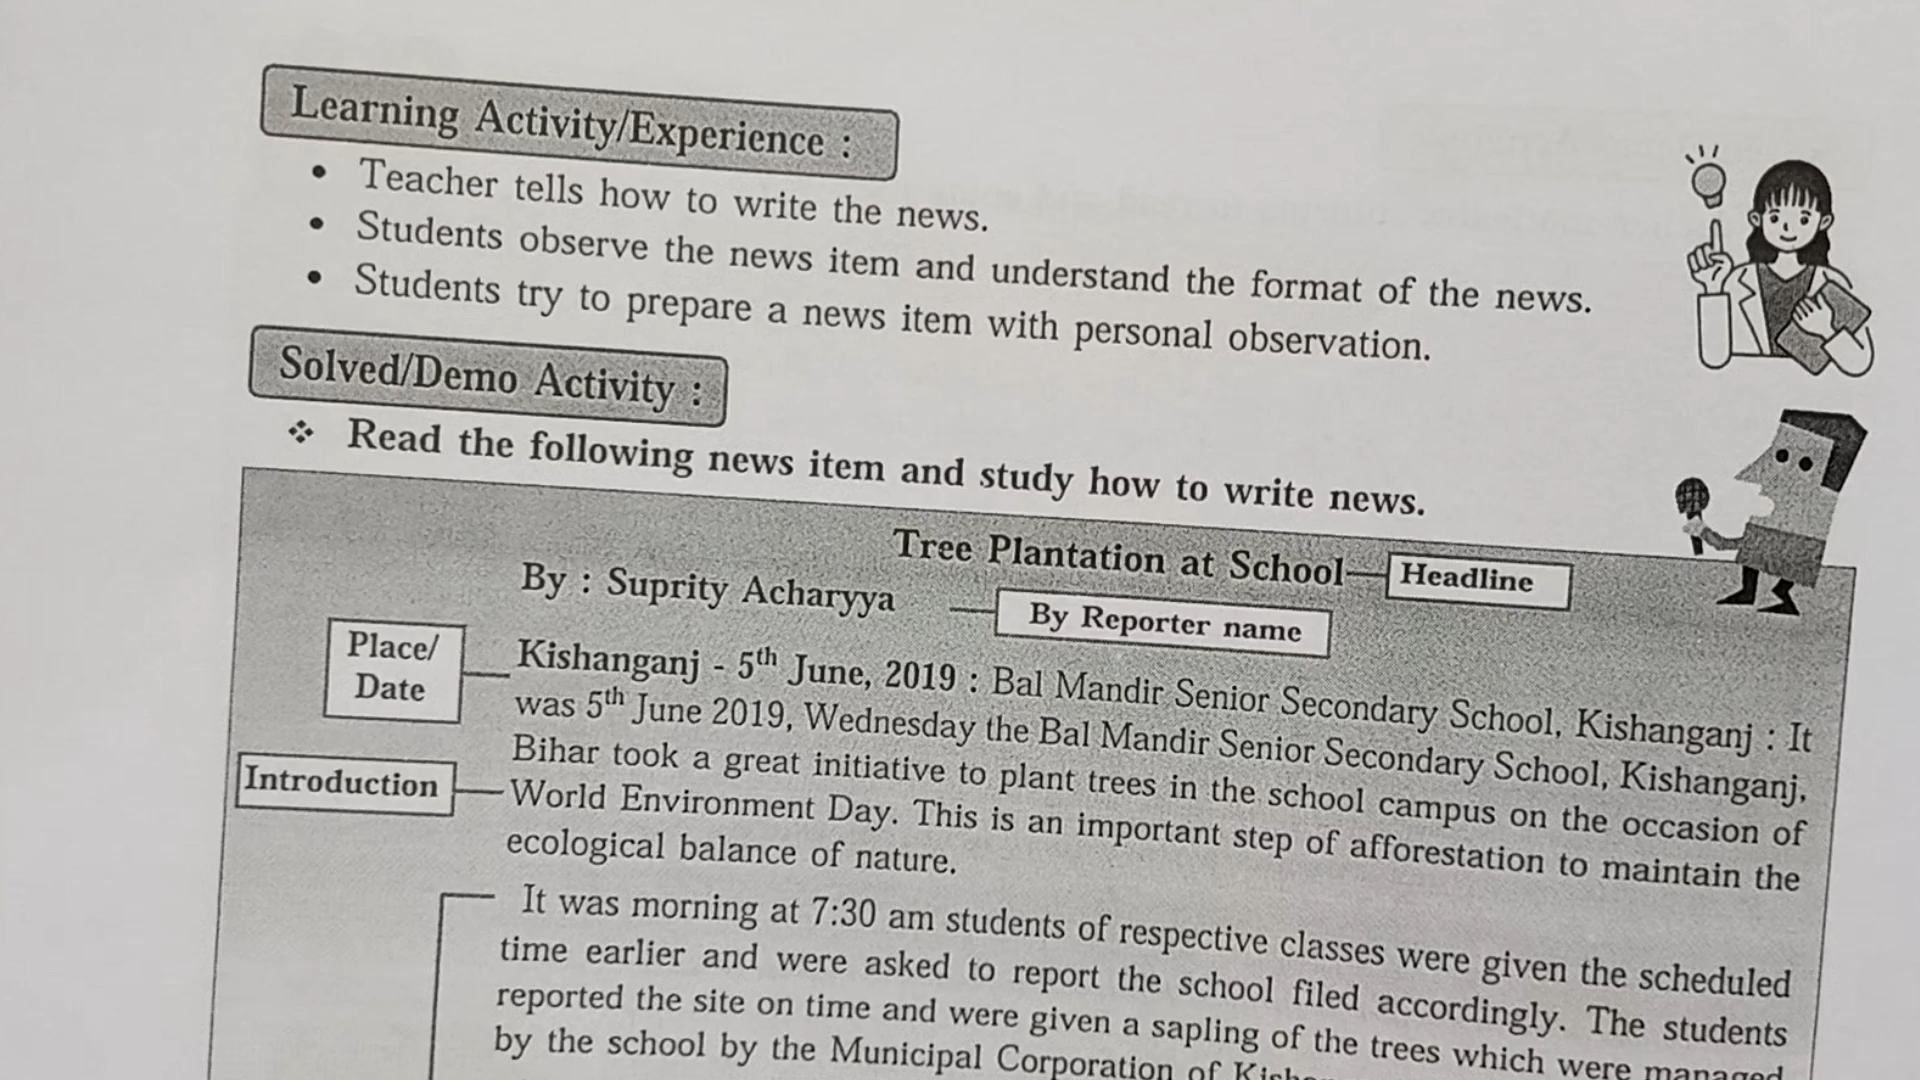 Learning Activity/Experience :
• Teacher tells how to write the news.
• Students observe the news item and understand the format of the news.
• Students try to prepare a news item with personal observation.
Solved/Demo Activity :
❖ Read the following news item and study how to write news.
Tree Plantation at School
Headline
By : Suprity Acharyya
By Reporter name
Place/
Date
Kishanganj - 5th June, 2019 : Bal Mandir Senior Secondary School, Kishanganj : It
was 5th June 2019, Wednesday the Bal Mandir Senior Secondary School, Kishanganj,
Bihar took a great initiative to plant trees in the school campus on the occasion of
Introduction
World Environment Day. This is an important step of afforestation to maintain the
ecological balance of nature.
It was morning at 7:30 am students of respective classes were given the scheduled
time earlier and were asked to report the school filed accordingly. The students
reported the site on time and were given a sapling of the trees which were managed
by the school by the Municipal Corporation of